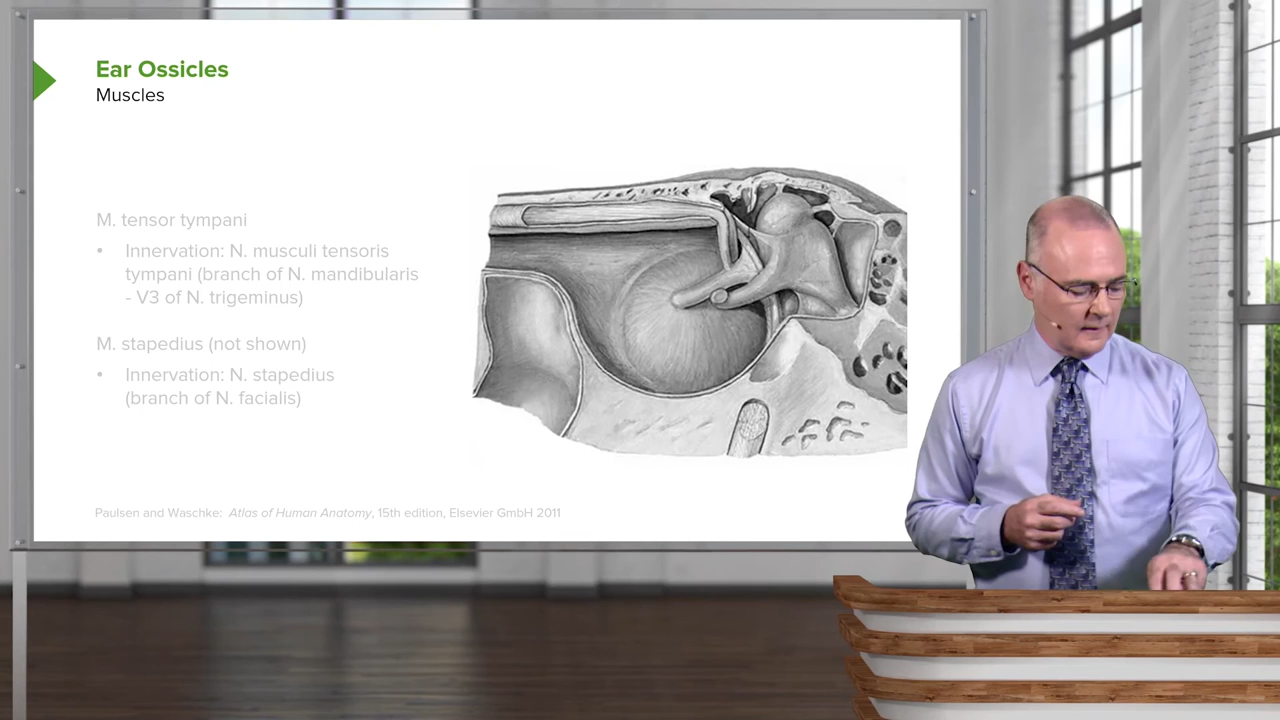 Ear Ossicles
Muscles
M. tensor tympani
• Innervation: N. musculi tensoris
tympani (branch of N. mandibularis
- V3 of N. trigeminus)
M. stapedius (not shown)
• Innervation: N. stapedius
(branch of N. facialis)
Paulsen and Waschke: Atlas of Human Anatomy, 15th edition, Elsevier GmbH 2011